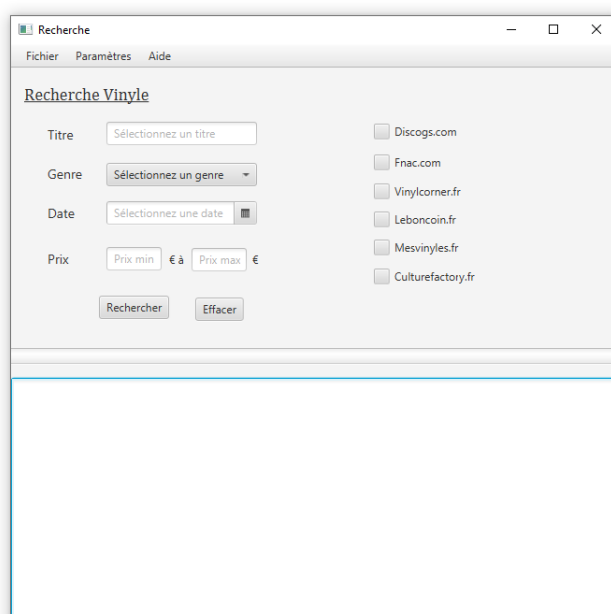 Recherche
Fichier Paramètres Aide
Recherche Vinyle
Titre Sélectionnez un titre
Genre Sélectionnez un genre
Date Sélectionnez une date
Prix Prix min € à Prix max €
Rechercher Effacer
Discogs.com
Fnac.com
Vinylcorner.fr
Leboncoin.fr
Mesvinyles.fr
Culturefactory.fr